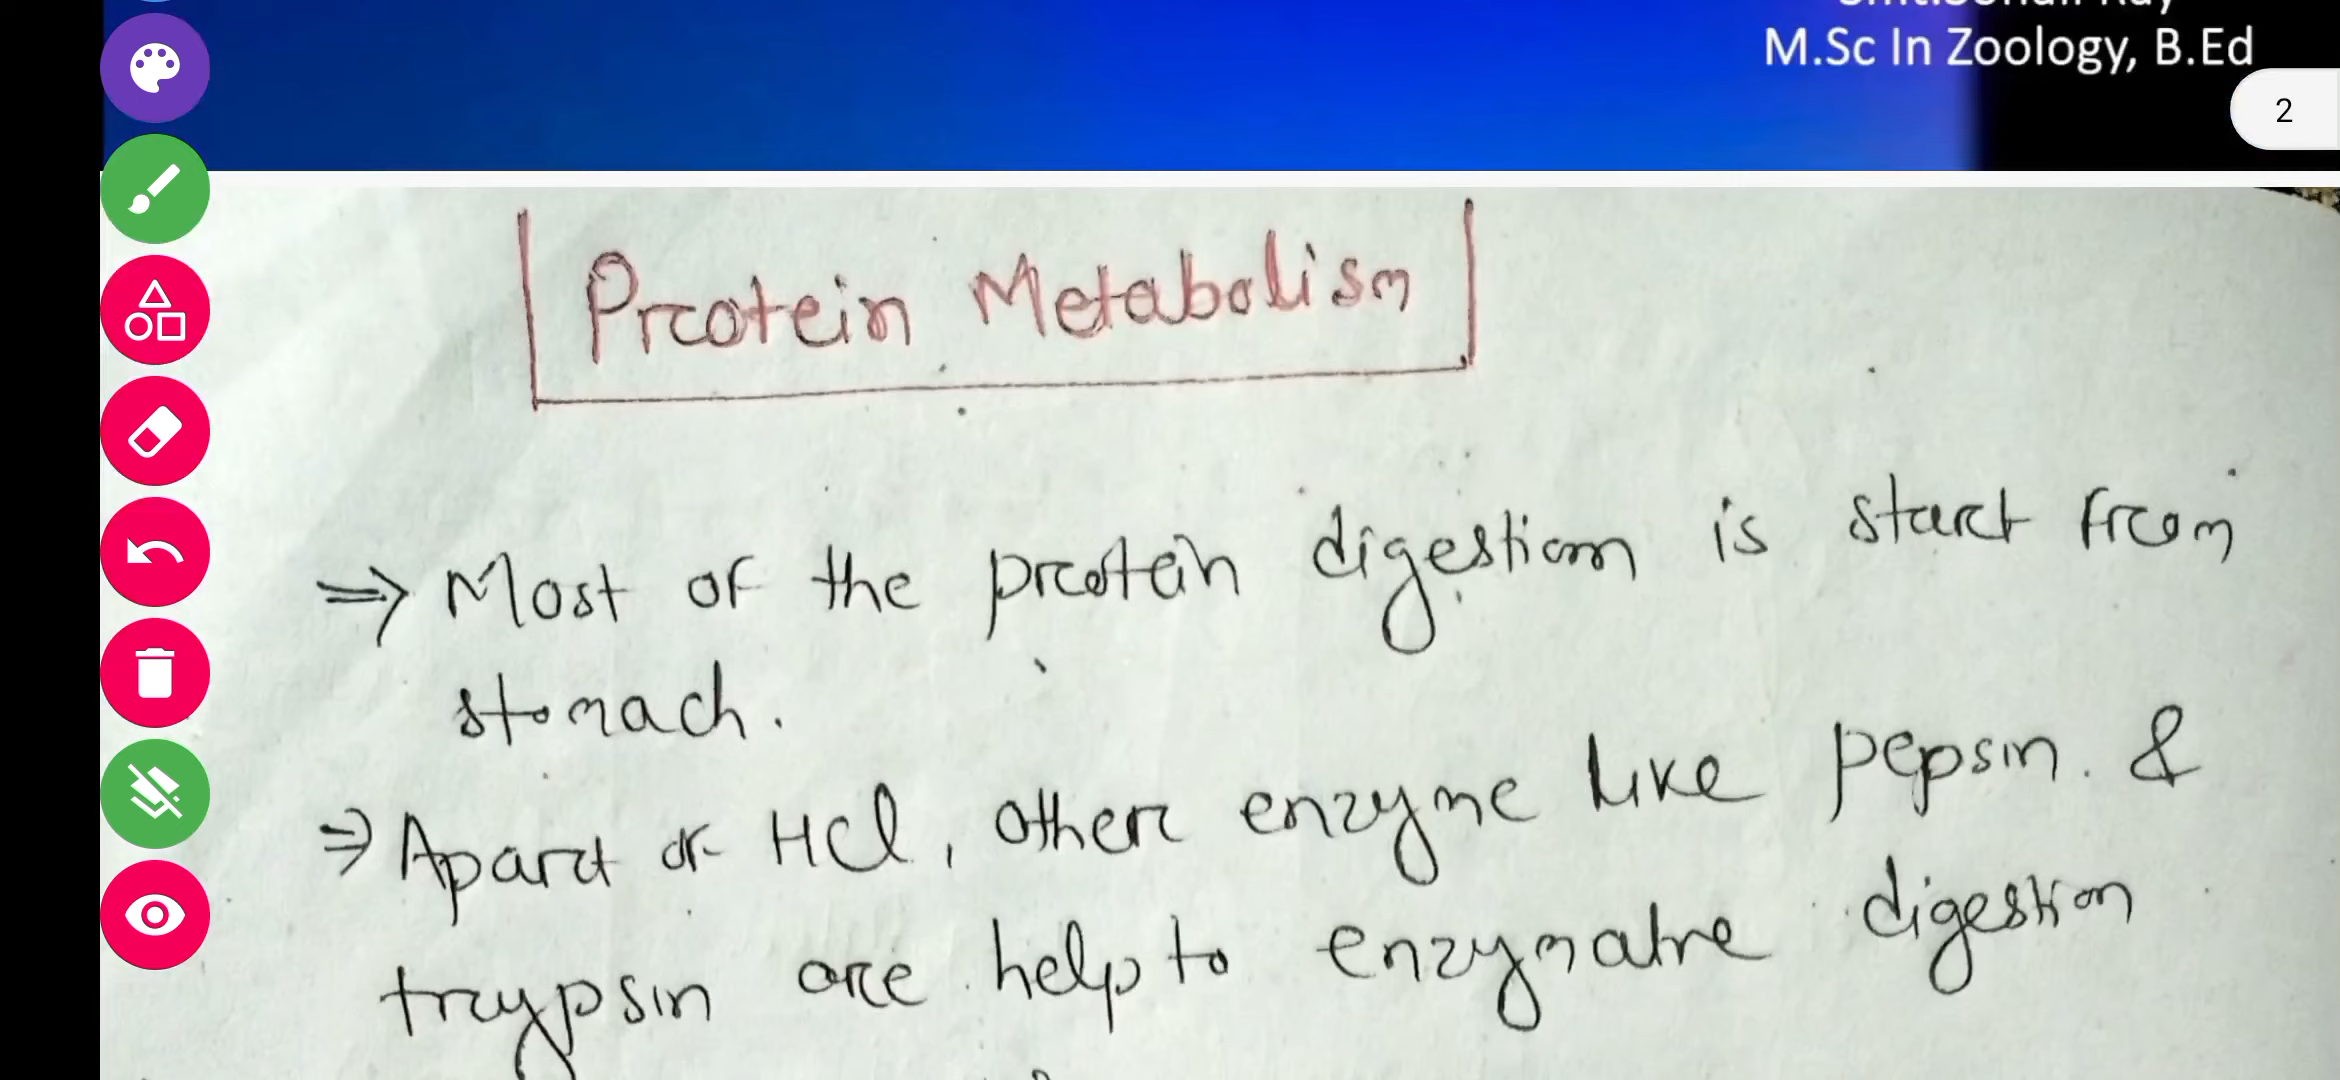 M.Sc In Zoology, B.Ed
2
Protein Metabolism
⇒ Most of the protein digestion is start from
stomach.
⇒ Apart of HCl, other enzyme like pepsin. &
trypsin are help to enzymatic digestion